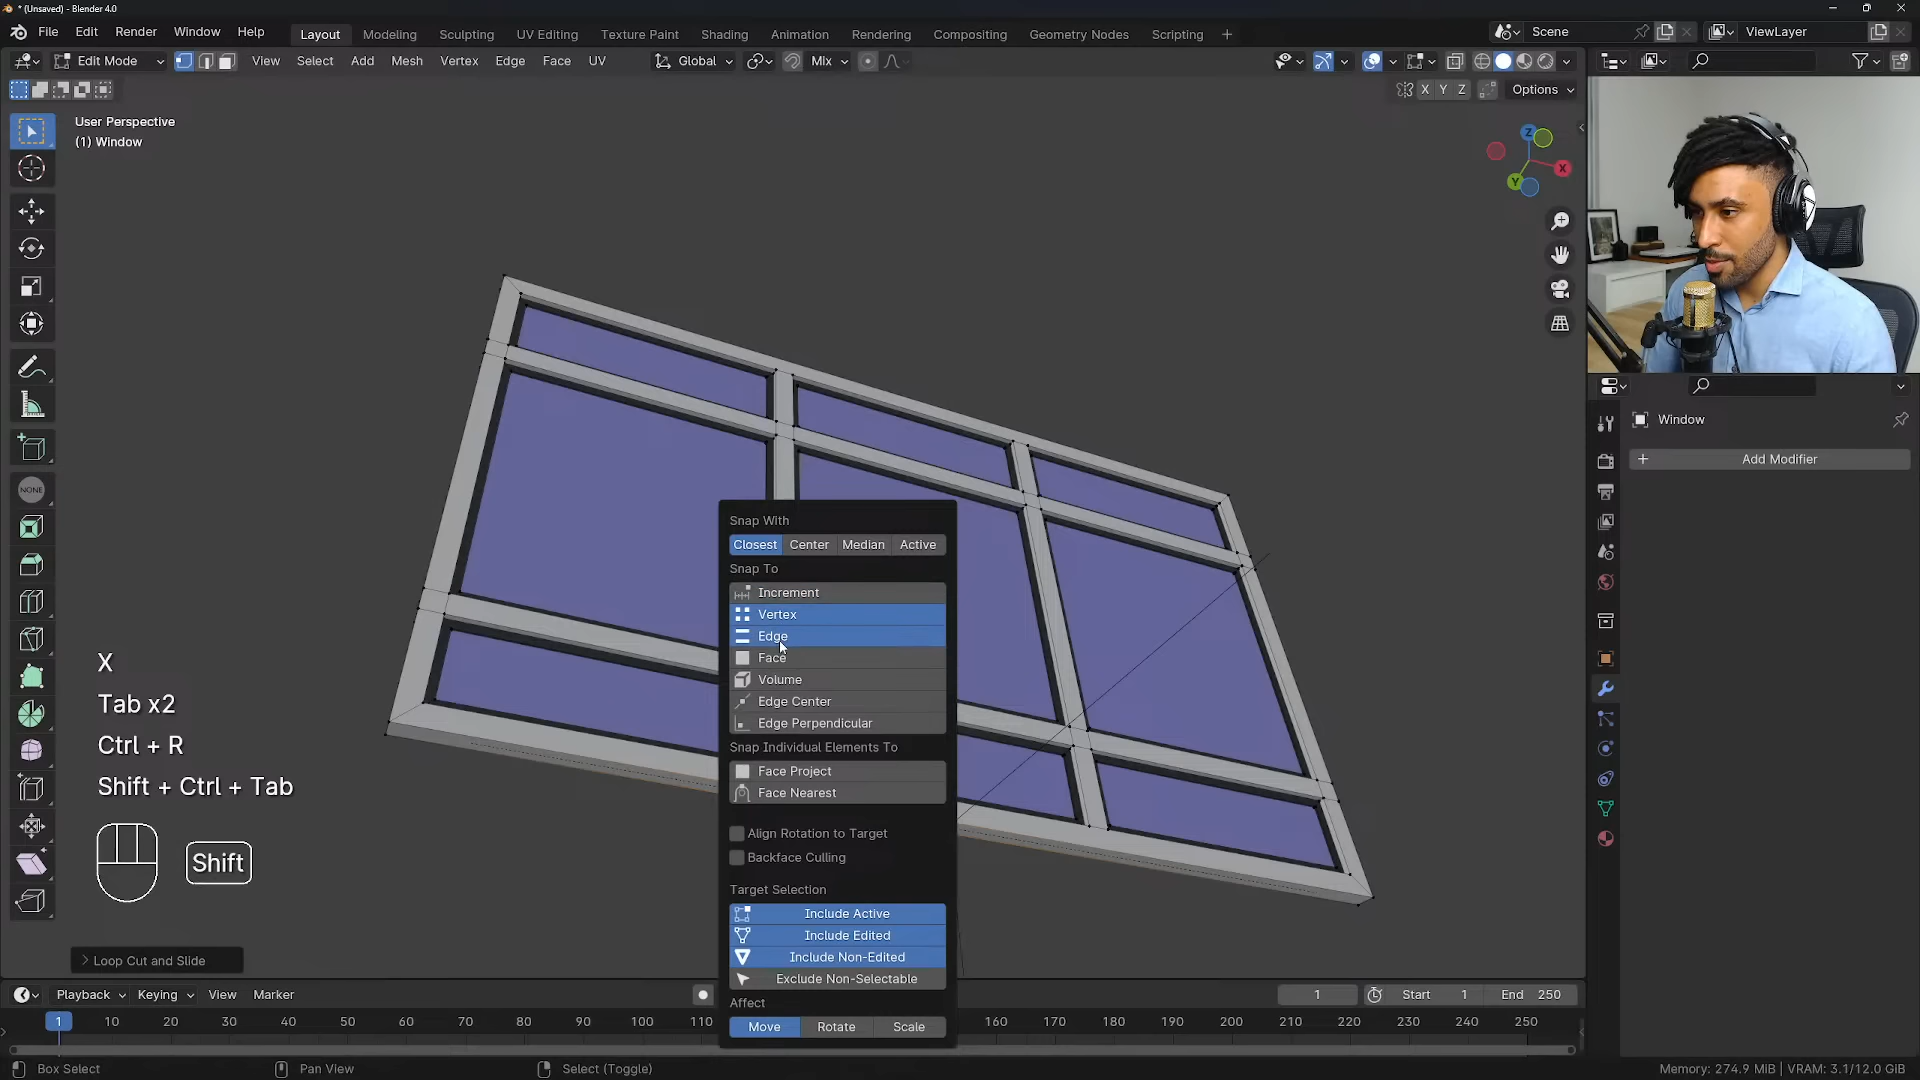 * (Unsaved) - Blender 4.0
File Edit Render Window Help
Layout Modeling Sculpting UV Editing Texture Paint Shading Animation Rendering Compositing Geometry Nodes Scripting +
Scene
ViewLayer
Edit Mode
View Select Add Mesh Vertex Edge Face UV
Global
Mix
X Y Z
Options
User Perspective
(1) Window
Z
X
Y
NONE
Window
+ Add Modifier
Snap With
Closest Center Median Active
Snap To
Increment
Vertex
Edge
Face
Volume
Edge Center
Edge Perpendicular
Snap Individual Elements To
Face Project
Face Nearest
Align Rotation to Target
Backface Culling
Target Selection
Include Active
Include Edited
Include Non-Edited
Exclude Non-Selectable
Affect
Move Rotate Scale
X
Tab x2
Ctrl + R
Shift + Ctrl + Tab
Shift
> Loop Cut and Slide
Playback Keying View Marker
1
Start 1
End 250
1 10 20 30 40 50 60 70 80 90 100 110 160 170 180 190 200 210 220 230 240 250
Box Select
Pan View
Select (Toggle)
Memory: 274.9 MiB | VRAM: 3.1/12.0 GiB